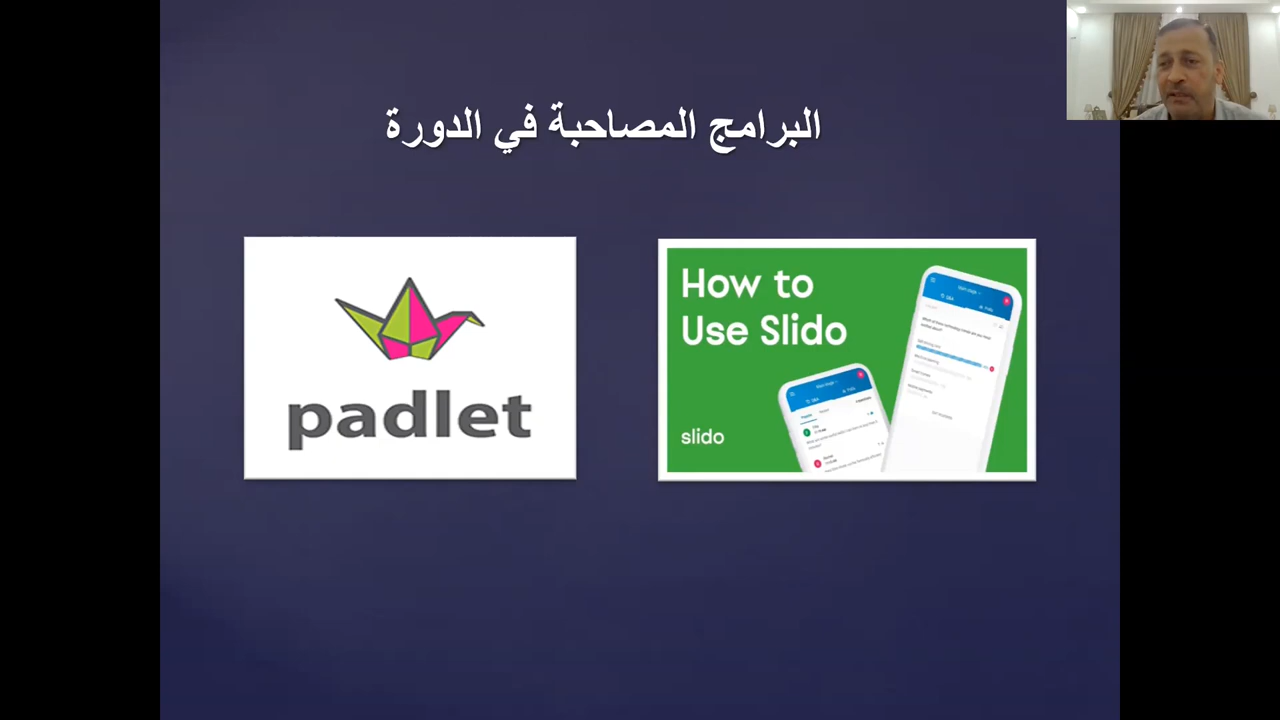 البرامج المصاحبة في الدورة
padlet
How to
Use Slido
slido